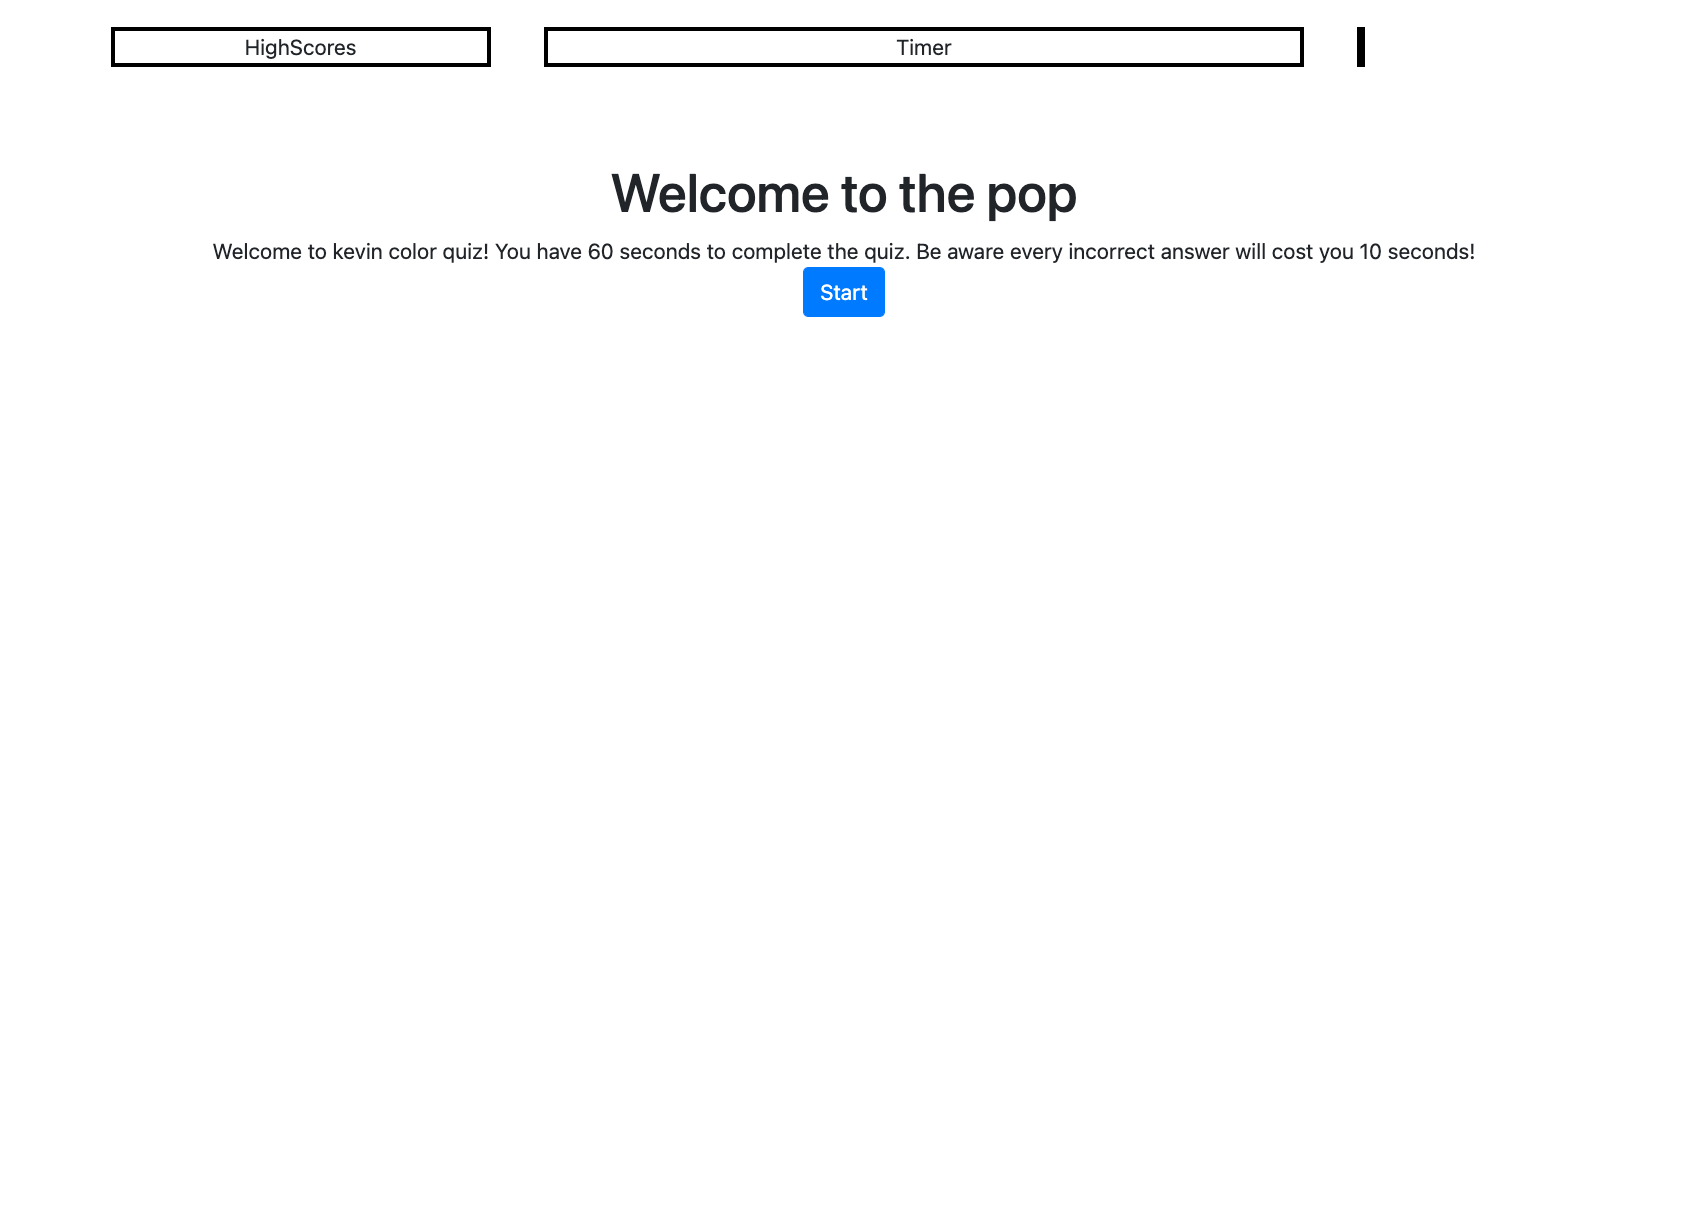 HighScores
Timer
Welcome to the pop
Welcome to kevin color quiz! You have 60 seconds to complete the quiz. Be aware every incorrect answer will cost you 10 seconds!
Start